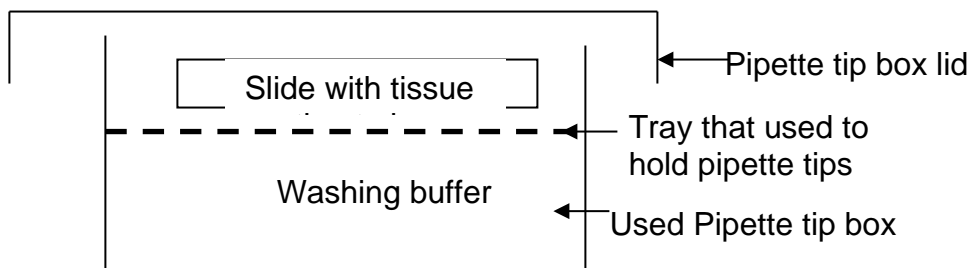 Pipette tip box lid
Slide with tissue
Tray that used to
hold pipette tips
Washing buffer
Used Pipette tip box